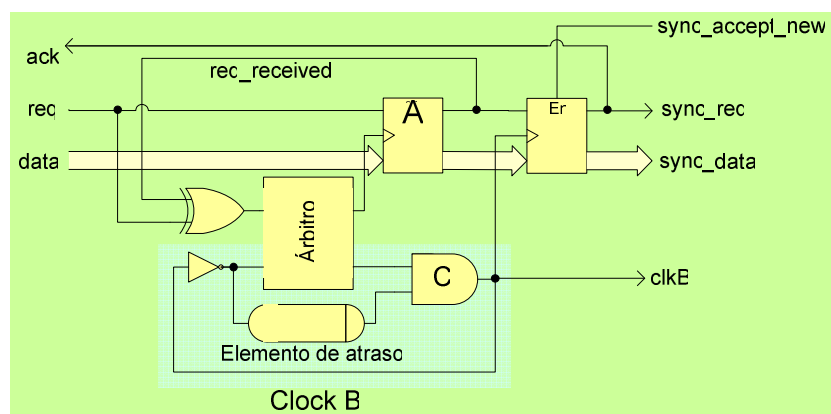 sync_accept_new
ack
req_received
req
A
Er
sync_req
data
sync_data
Árbitro
C
clkB
Elemento de atraso
Clock B